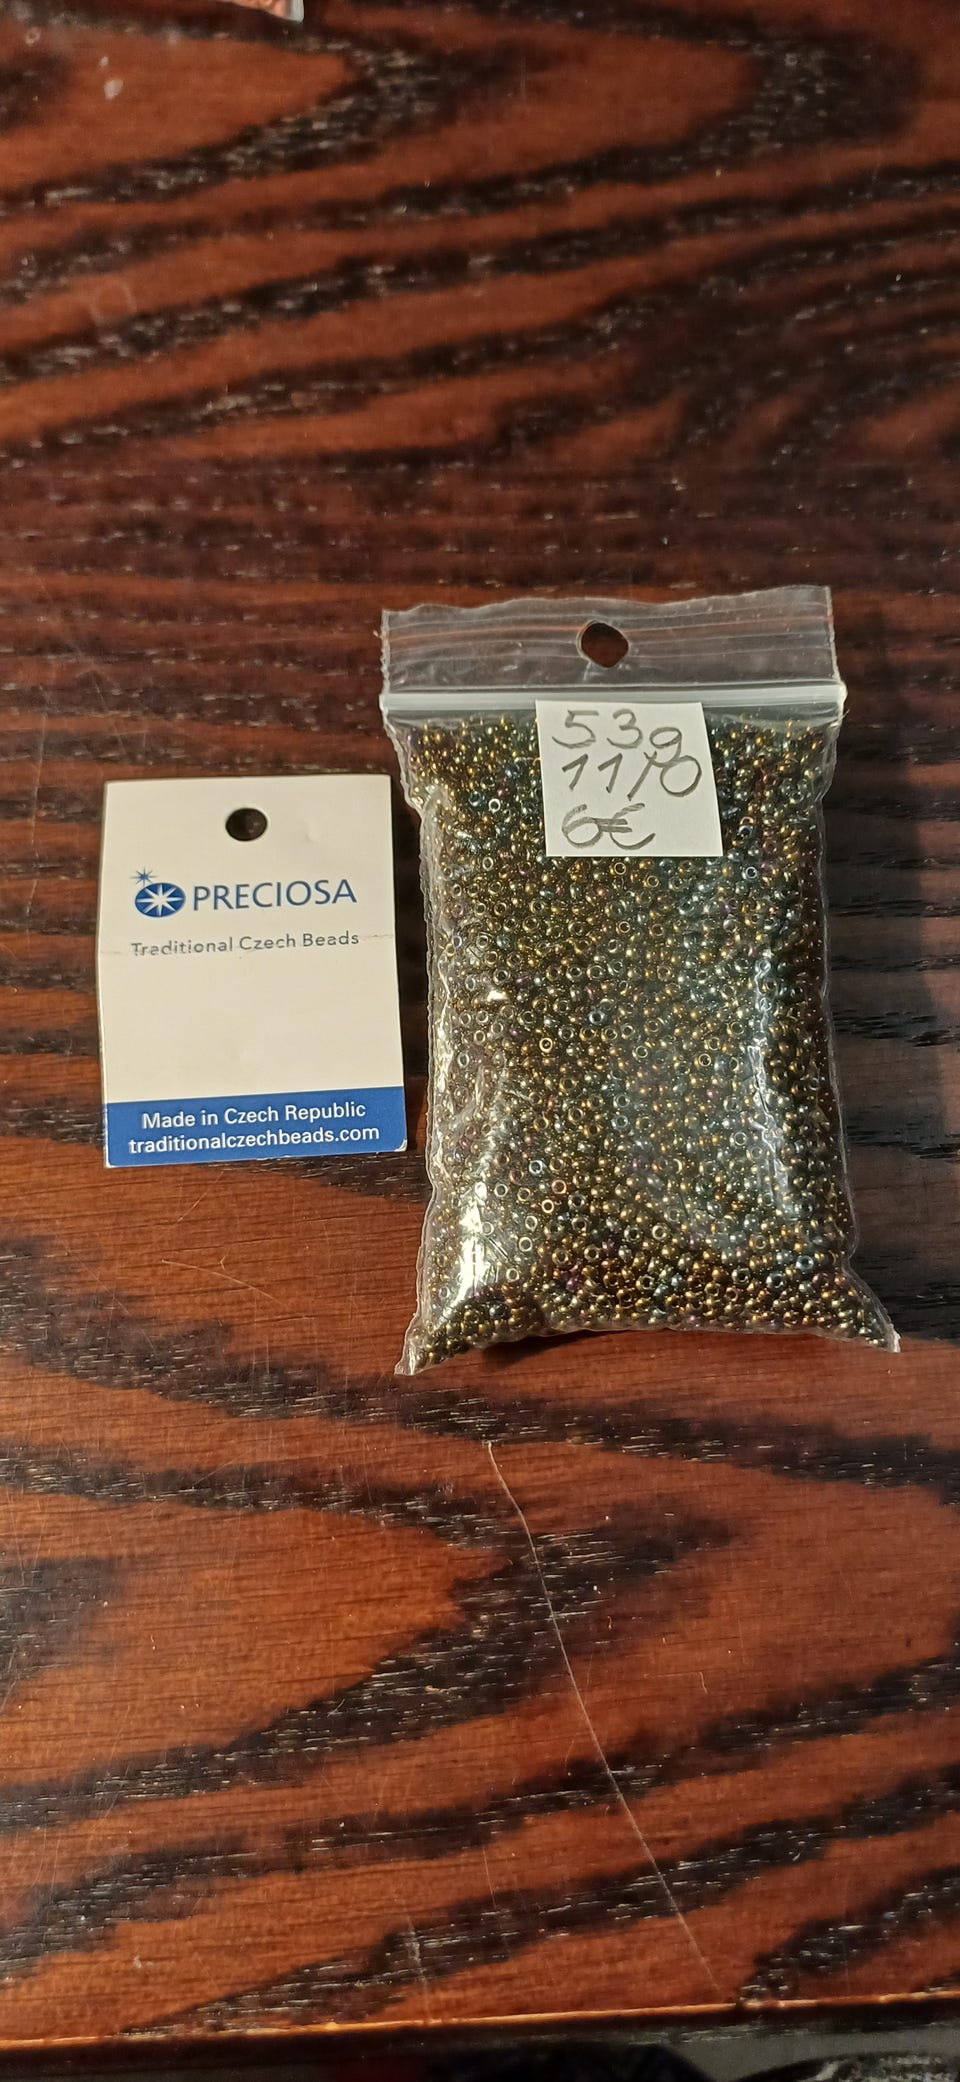 PRECIOSA
Traditional Czech Beads
Made in Czech Republic
traditionalczechbeads.com
53g
11/0
6€